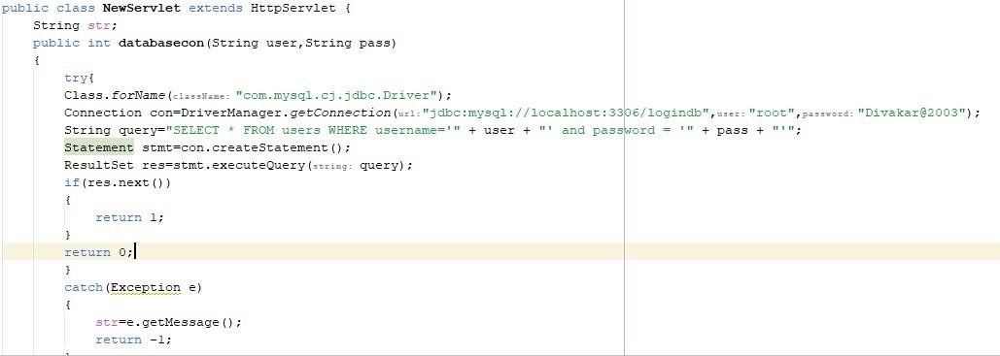 public class NewServlet extends HttpServlet {
String str;
public int databasecon(String user,String pass)
{
try{
Class.forName(className: "com.mysql.cj.jdbc.Driver");
Connection con=DriverManager.getConnection(url:"jdbc:mysql://localhost:3306/logindb",user: "root",password: "Divakar@2003");
String query="SELECT * FROM users WHERE username='" + user + "' and password = '" + pass + "'";
Statement stmt=con.createStatement();
ResultSet res=stmt.executeQuery(string: query);
if(res.next())
{
return 1;
}
return 0;
}
catch(Exception e)
{
str=e.getMessage();
return -1;